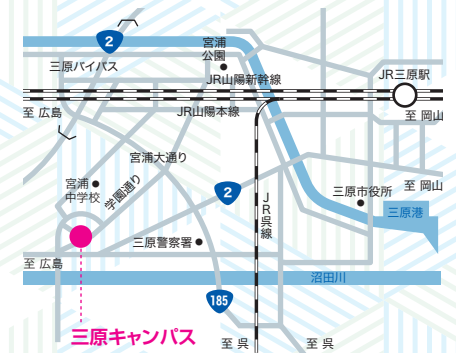 2
宮浦
公園
三原バイパス
JR山陽新幹線
JR三原駅
至 広島
JR山陽本線
至 岡山
宮浦大通り
宮浦
中学校
学園通り
2
JR呉線
三原市役所
至 岡山
三原港
三原警察署
至 広島
沼田川
185
三原キャンパス
至 呉
至 呉